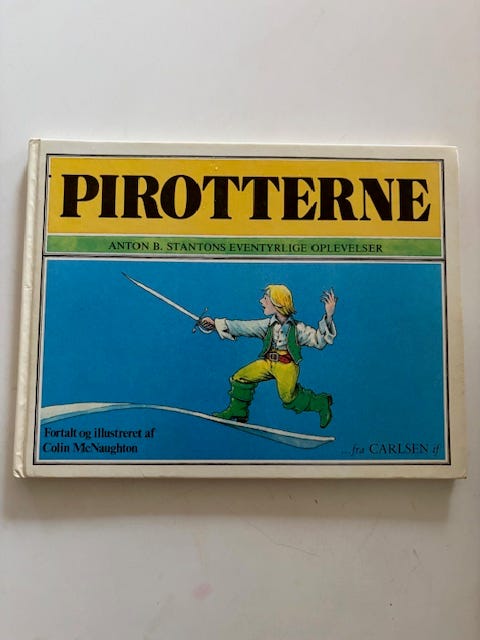 PIROTTERNE
ANTON B. STANTONS EVENTYRLIGE OPLEVELSER
Fortalt og illustreret af
Colin McNaughton
...fra CARLSEN if